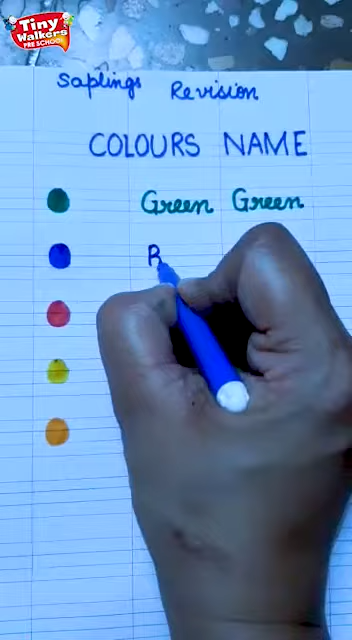 Tiny
Walkers
PRE SCHOOL
Saplings Revision
COLOURS NAME
Green Green
B